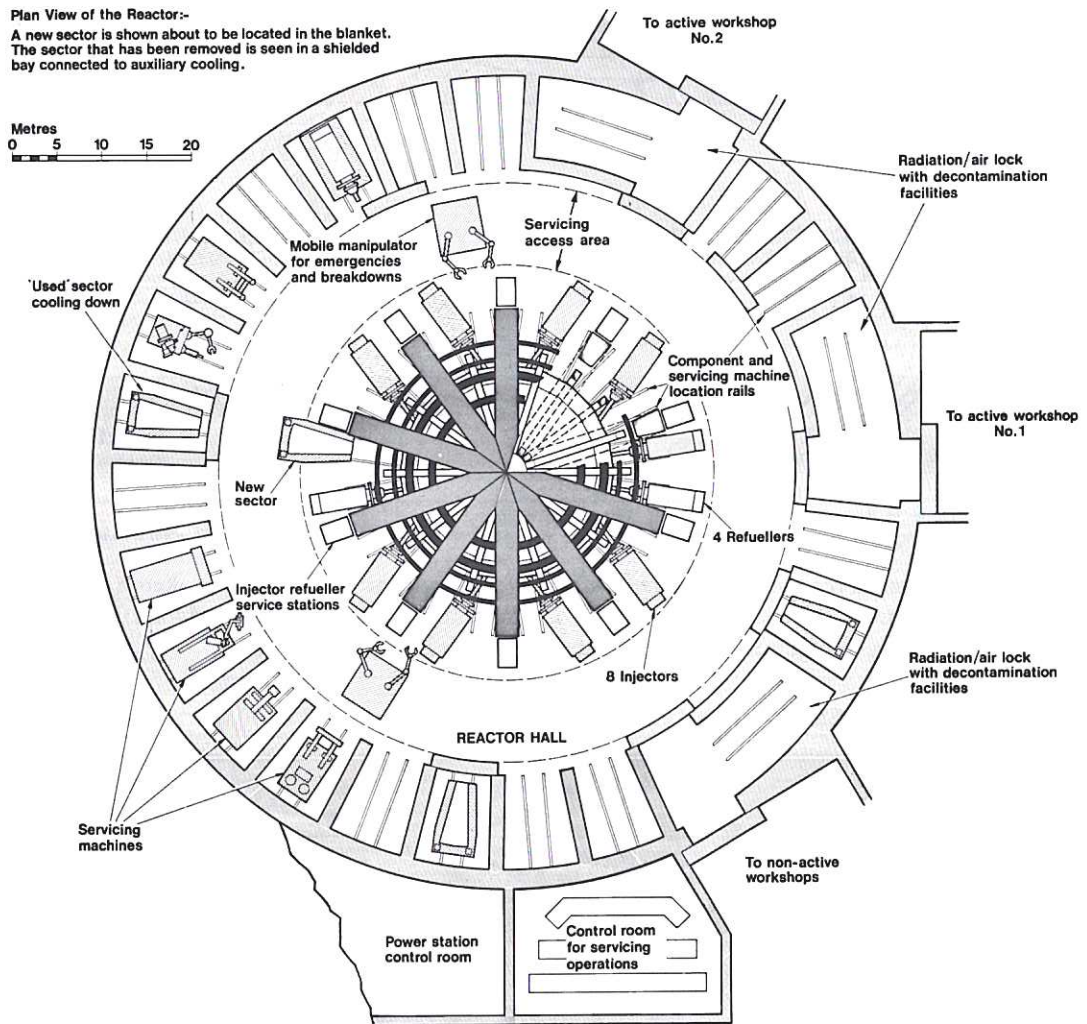 Plan View of the Reactor:-
A new sector is shown about to be located in the blanket.
The sector that has been removed is seen in a shielded
bay connected to auxiliary cooling.
Metres
0 5 10 15 20
To active workshop
No.2
Radiation/air lock
with decontamination
facilities
Servicing
access area
Mobile manipulator
for emergencies
and breakdowns
'Used' sector
cooling down
Component and
servicing machine
location rails
To active workshop
No.1
New
sector
4 Refuellers
Injector refueller
service stations
8 Injectors
Radiation/air lock
with decontamination
facilities
REACTOR HALL
Servicing
machines
To non-active
workshops
Power station
control room
Control room
for servicing
operations